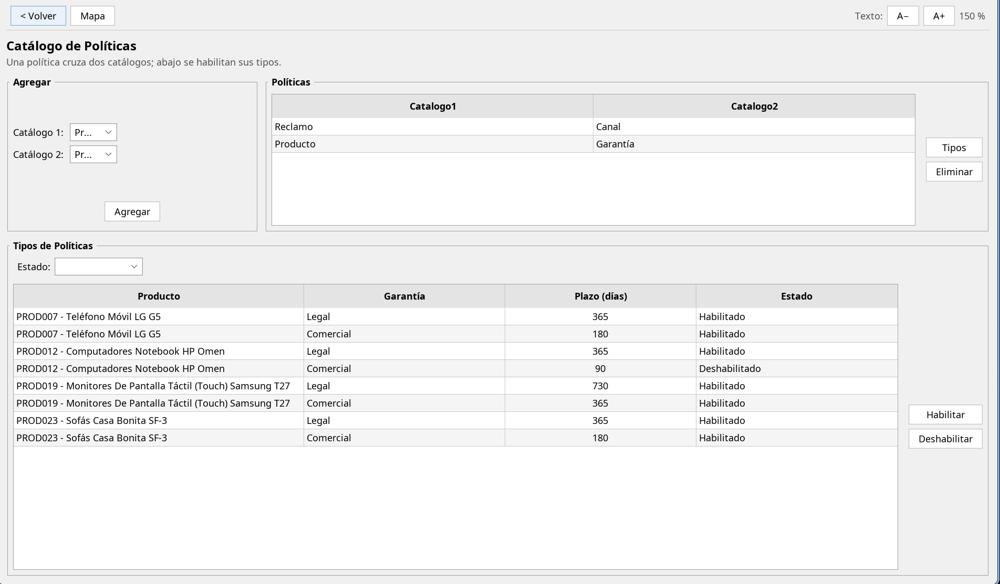 < Volver Mapa Texto: A− A+ 150 %
Catálogo de Políticas
Una política cruza dos catálogos; abajo se habilitan sus tipos.
Agregar
Catálogo 1: Pr...
Catálogo 2: Pr...
Agregar
Políticas
Catalogo1 Catalogo2
Reclamo Canal
Producto Garantía
Tipos
Eliminar
Tipos de Políticas
Estado:
Producto Garantía Plazo (días) Estado
PROD007 - Teléfono Móvil LG G5 Legal 365 Habilitado
PROD007 - Teléfono Móvil LG G5 Comercial 180 Habilitado
PROD012 - Computadores Notebook HP Omen Legal 365 Habilitado
PROD012 - Computadores Notebook HP Omen Comercial 90 Deshabilitado
PROD019 - Monitores De Pantalla Táctil (Touch) Samsung T27 Legal 730 Habilitado
PROD019 - Monitores De Pantalla Táctil (Touch) Samsung T27 Comercial 365 Habilitado
PROD023 - Sofás Casa Bonita SF-3 Legal 365 Habilitado
PROD023 - Sofás Casa Bonita SF-3 Comercial 180 Habilitado
Habilitar
Deshabilitar